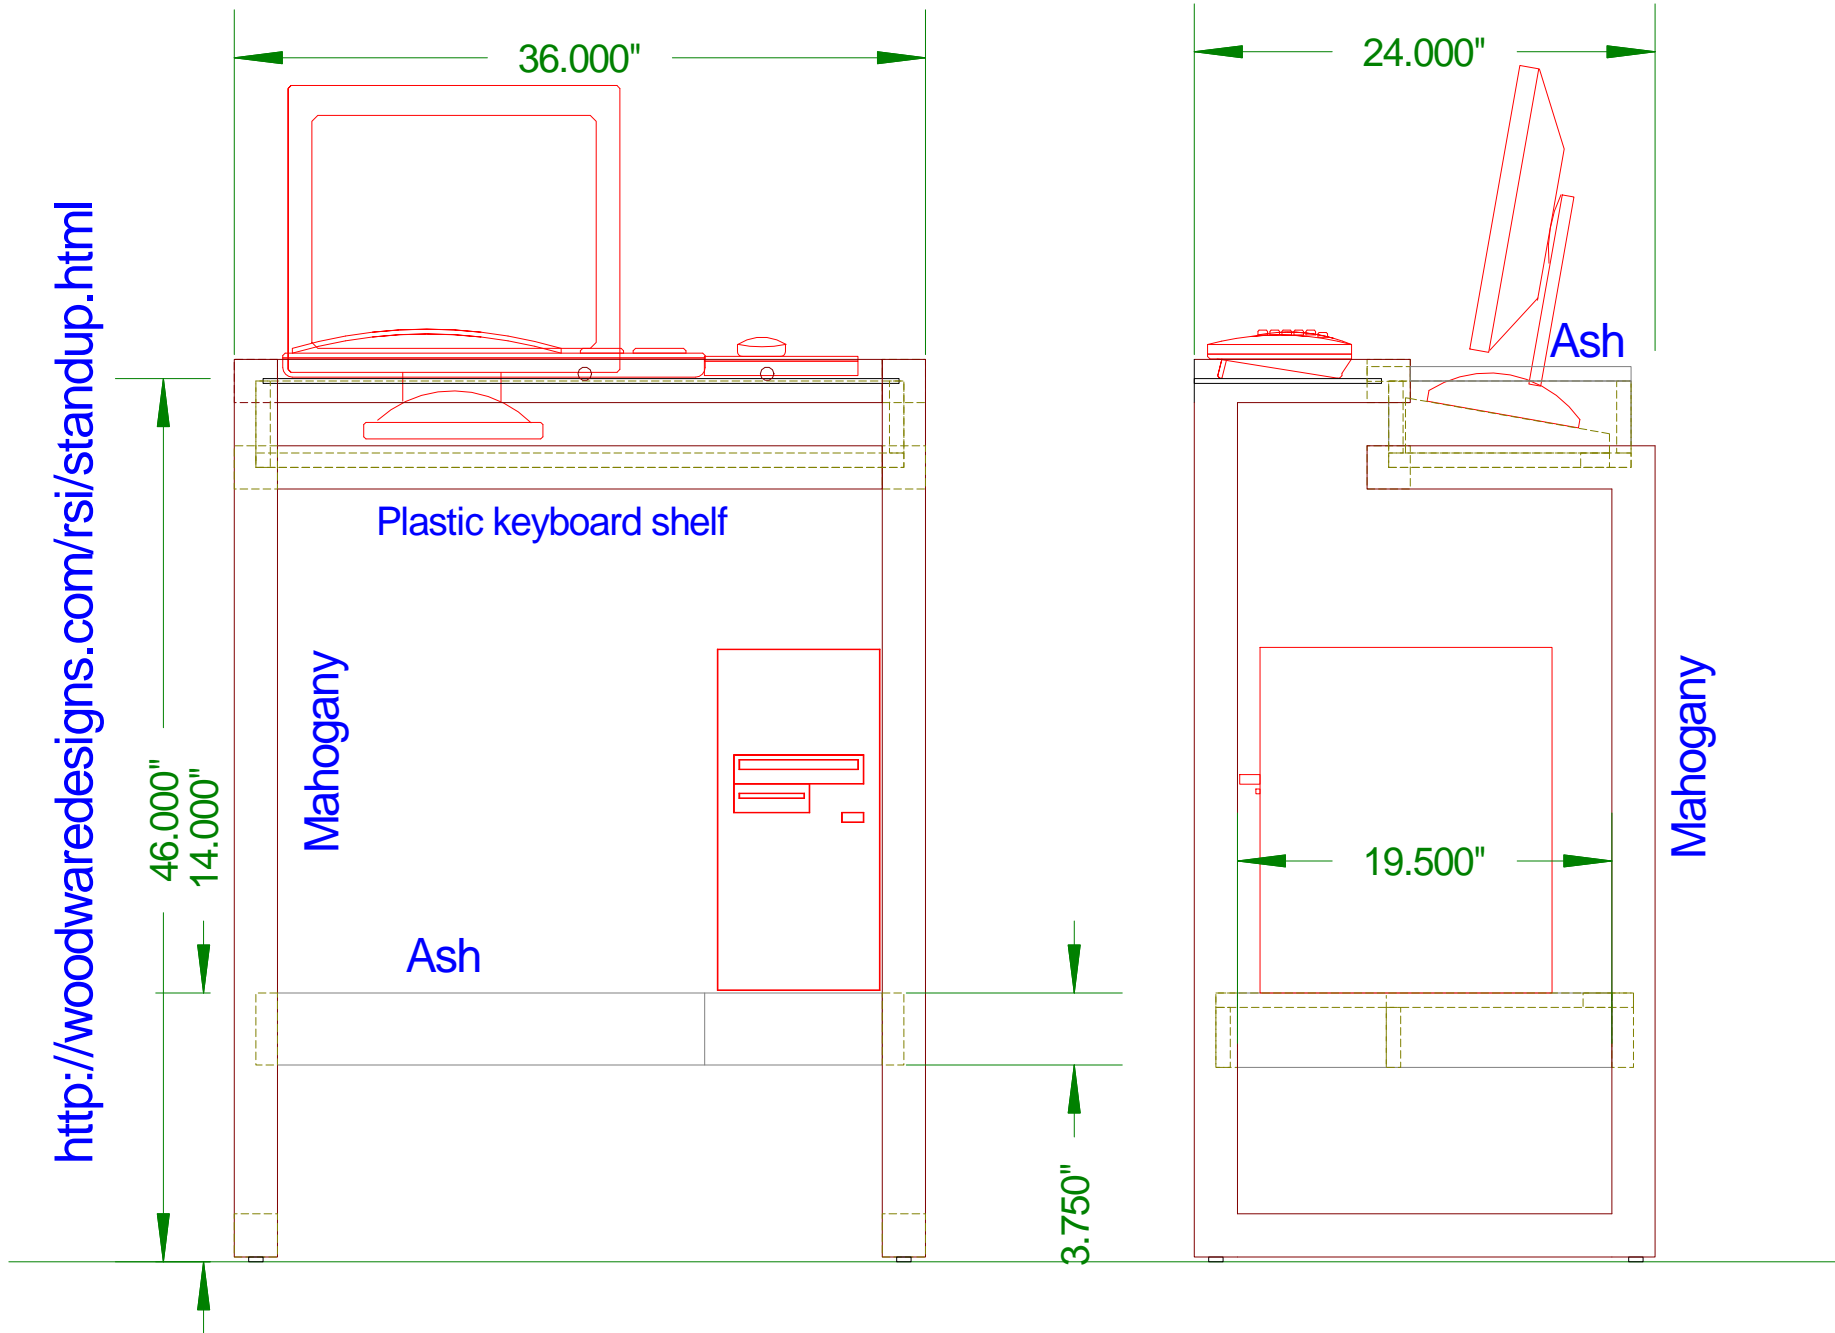 36.000"
24.000"
http://woodwaredesigns.com/rsi/standup.html
Ash
Plastic keyboard shelf
Mahogany
Mahogany
46.000"
14.000"
19.500"
Ash
3.750"